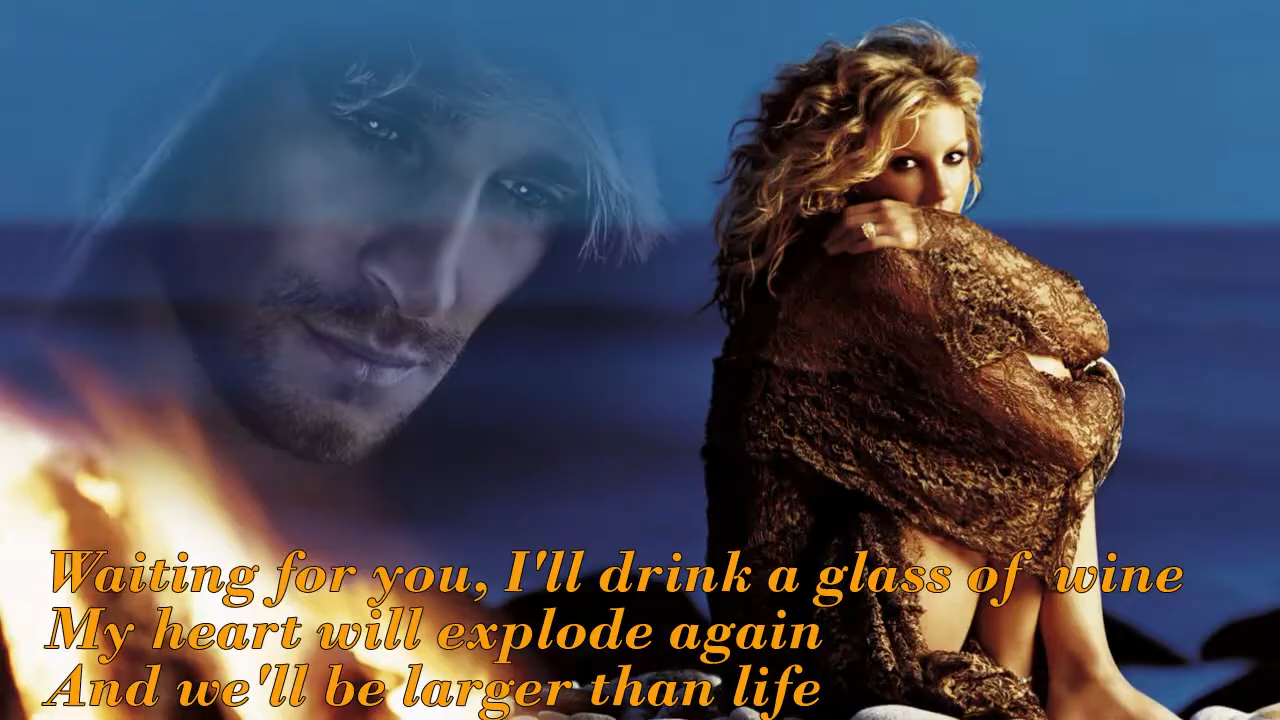 Waiting for you, I'll drink a glass of wine
My heart will explode again
And we'll be larger than life